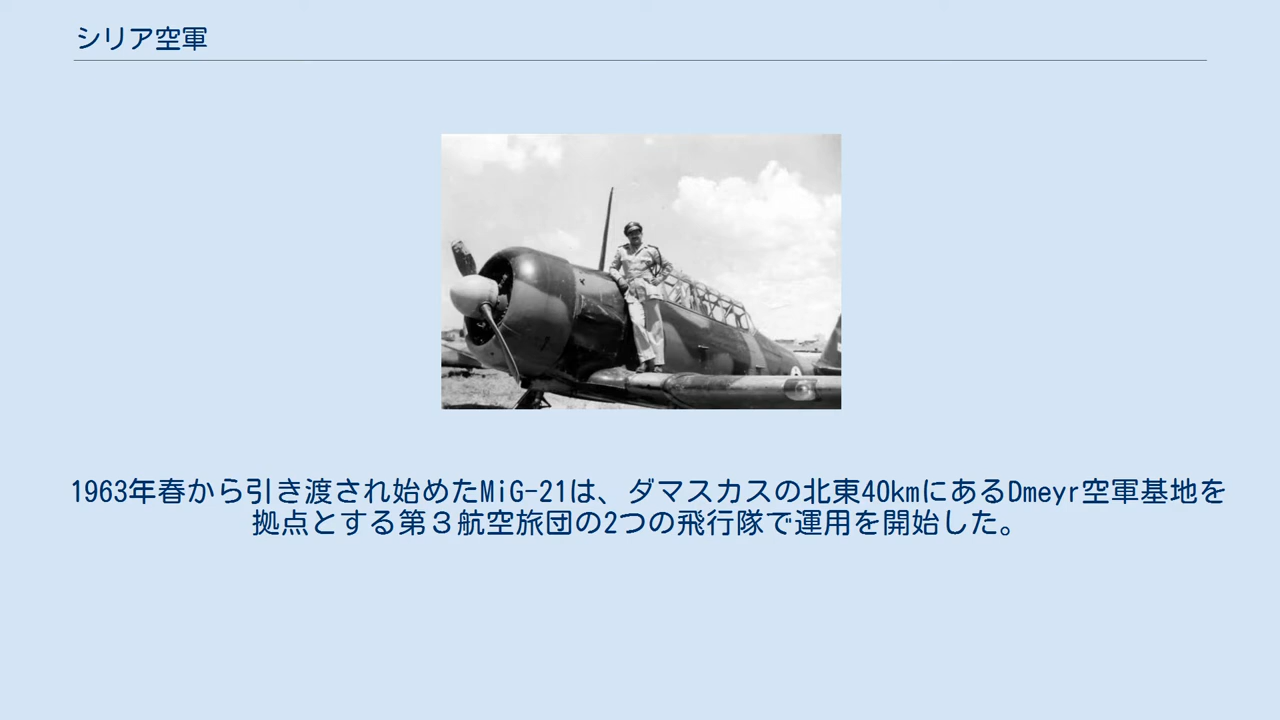 シリア空軍
1963年春から引き渡され始めたMiG-21は、ダマスカスの北東40kmにあるDmeyr空軍基地を
拠点とする第３航空旅団の2つの飛行隊で運用を開始した。